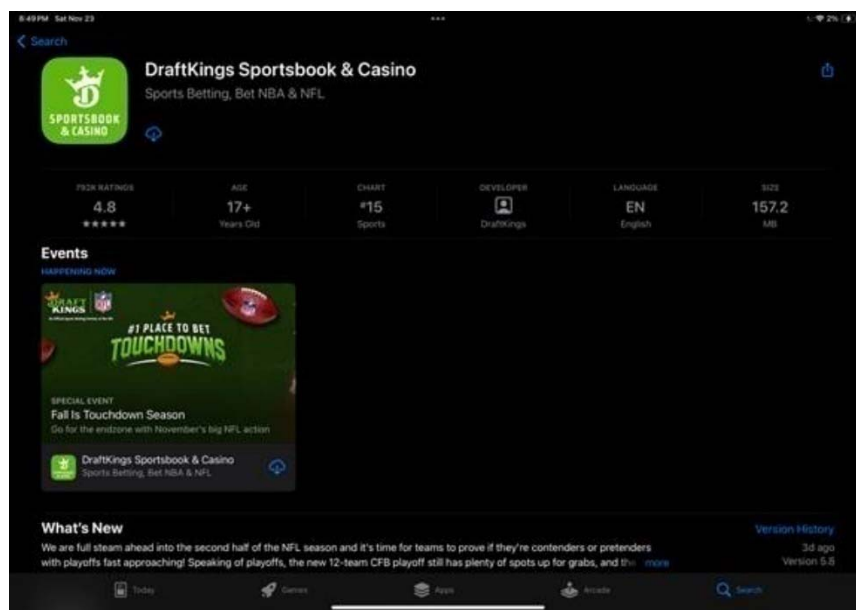 8:49 PM Sat Nov 23
2%
Search
DraftKings Sportsbook & Casino
Sports Betting, Bet NBA & NFL
SPORTSBOOK
& CASINO
792K RATINGS
4.8
AGE
17+
Years Old
CHART
#15
Sports
DEVELOPER
DraftKings
LANGUAGE
EN
English
SIZE
157.2
MB
Events
HAPPENING NOW
DRAFT
KINGS
NFL
#1 PLACE TO BET
TOUCHDOWNS
SPECIAL EVENT
Fall Is Touchdown Season
Go for the endzone with November's big NFL action
DraftKings Sportsbook & Casino
Sports Betting, Bet NBA & NFL
What's New
Version History
We are full steam ahead into the second half of the NFL season and it's time for teams to prove if they're contenders or pretenders
3d ago
with playoffs fast approaching! Speaking of playoffs, the new 12-team CFB playoff still has plenty of spots up for grabs, and the more
Today
Games
Apps
Arcade
Search